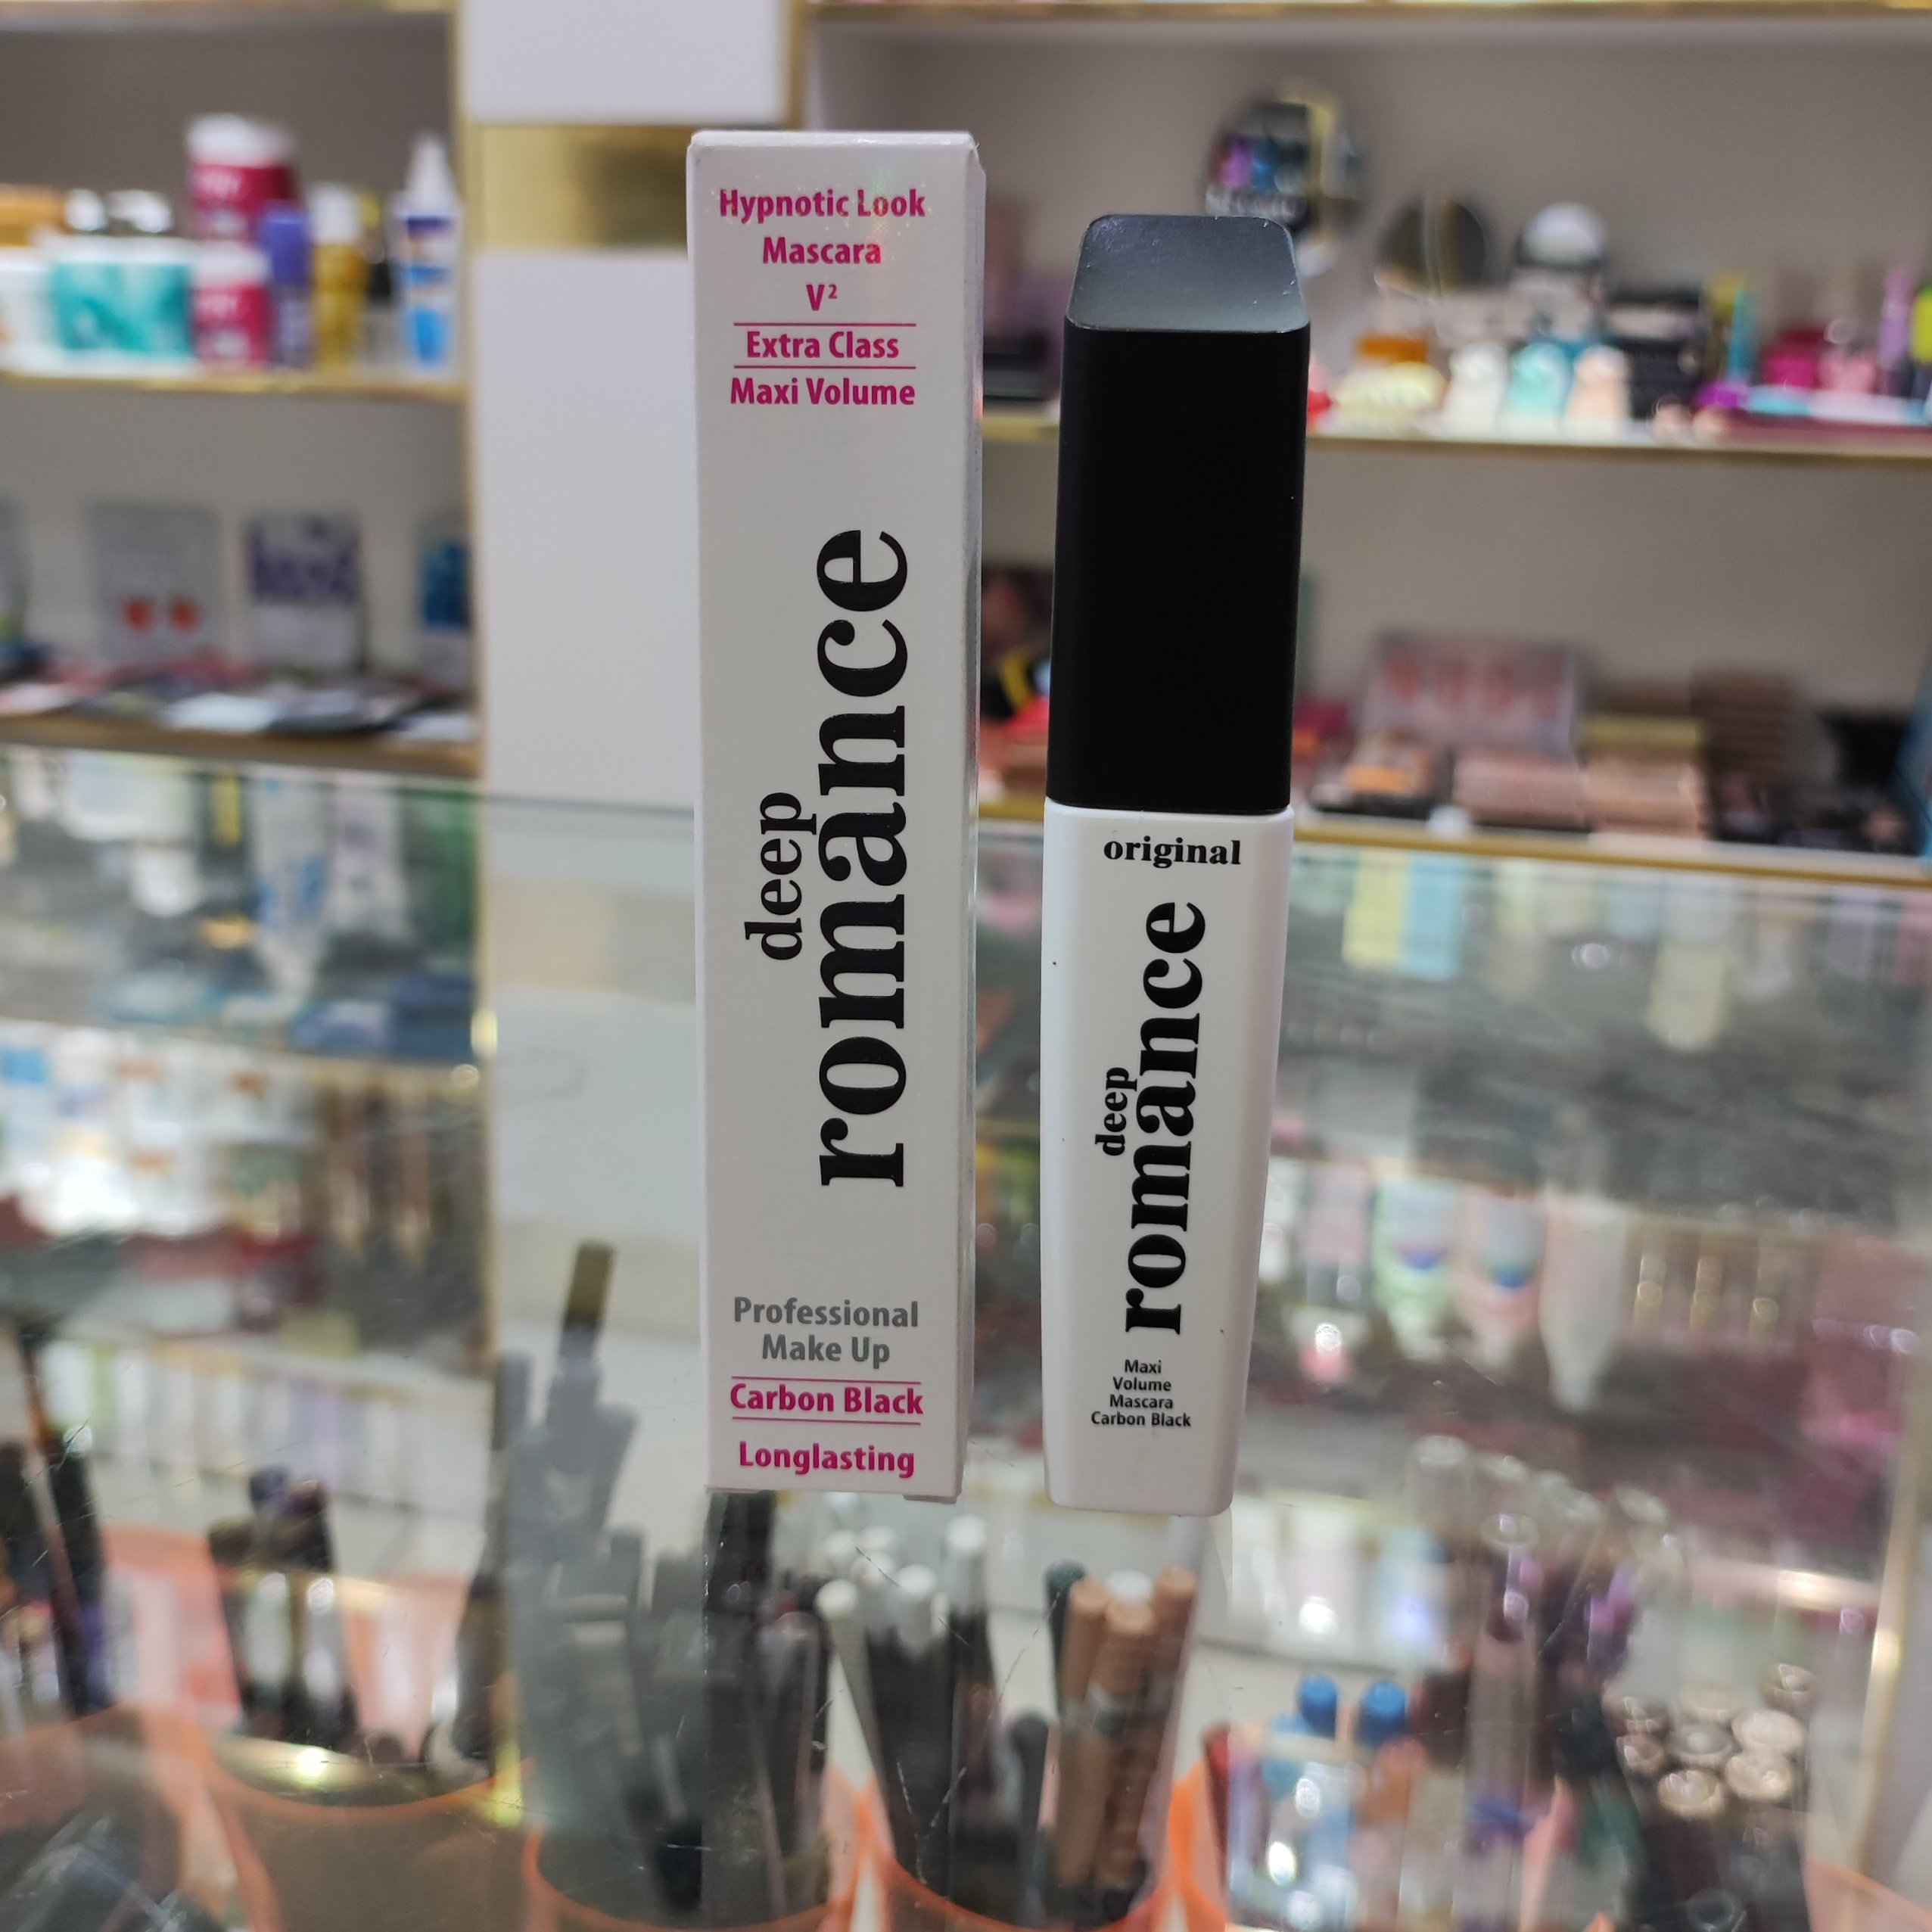 Hypnotic Look
Mascara
V²
Extra Class
Maxi Volume
deep
romance
Professional
Make Up
Carbon Black
Longlasting
original
deep
romance
Maxi
Volume
Mascara
Carbon Black